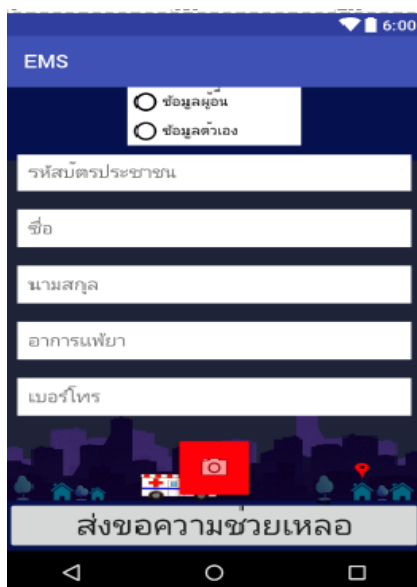 6:00
EMS
ข้อมูลผู้อื่น
ข้อมูลตัวเอง
รหัสบัตรประชาชน
ชื่อ
นามสกุล
อาการแพ้ยา
เบอร์โทร
ส่งขอความช่วยเหลือ